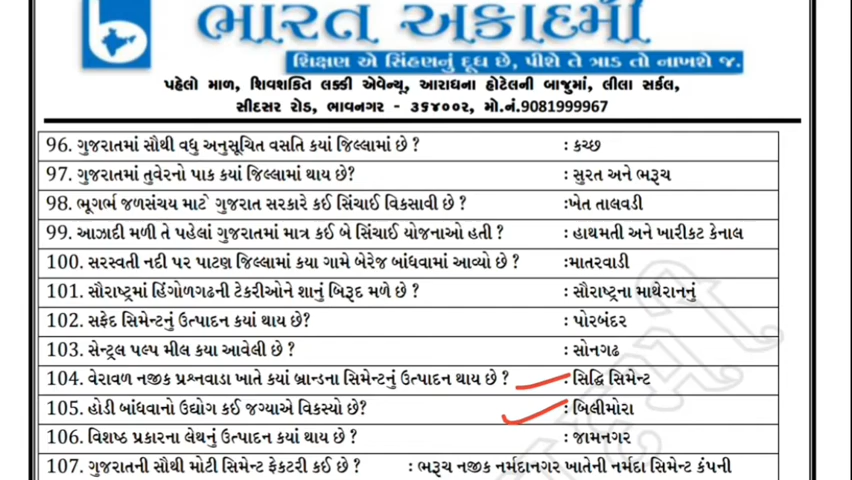 ભારત અકાદમી
શિક્ષણ એ સિંહણનું દૂધ છે, પીશે તે ત્રાડ તો નાખશે જ.
પહેલો માળ, શિવશક્તિ લક્કી એવેન્યૂ, આરાધના હોટેલની બાજુમાં, લીલા સર્કલ,
સીદસર રોડ, ભાવનગર - ૩૬૪૦૦૨, મો.નં.9081999967
96. ગુજરાતમાં સૌથી વધુ અનુસૂચિત વસતિ કયાં જિલ્લામાં છે ? : કચ્છ
97. ગુજરાતમાં તુવેરનો પાક કયાં જિલ્લામાં થાય છે? : સુરત અને ભરૂચ
98. ભૂગર્ભ જળસંચય માટે ગુજરાત સરકારે કઈ સિંચાઈ વિકસાવી છે ? :ખેત તાલવડી
99. આઝાદી મળી તે પહેલાં ગુજરાતમાં માત્ર કઈ બે સિંચાઈ યોજનાઓ હતી ? : હાથમતી અને ખારીકટ કેનાલ
100. સરસ્વતી નદી પર પાટણ જિલ્લામાં કયા ગામે બેરેજ બાંધવામાં આવ્યો છે ? :માતરવાડી
101. સૌરાષ્ટ્રમાં હિંગોળગઢની ટેકરીઓને શાનું બિરૂદ મળે છે ? : સૌરાષ્ટ્રના માથેરાનનું
102. સફેદ સિમેન્ટનું ઉત્પાદન કયાં થાય છે? : પોરબંદર
103. સેન્ટ્રલ પલ્પ મીલ કયા આવેલી છે ? : સોનગઢ
104. વેરાવળ નજીક પ્રશ્નવાડા ખાતે કયાં બ્રાન્ડના સિમેન્ટનું ઉત્પાદન થાય છે ? : સિદ્ધિ સિમેન્ટ
105. હોડી બાંધવાનો ઉદ્યોગ કઈ જગ્યાએ વિકસ્યો છે? : બિલીમોરા
106. વિશષ્ઠ પ્રકારના લેથનું ઉત્પાદન કયાં થાય છે ? : જામનગર
107. ગુજરાતની સૌથી મોટી સિમેન્ટ ફેકટરી કઈ છે ? : ભરૂચ નજીક નર્મદાનગર ખાતેની નર્મદા સિમેન્ટ કંપની